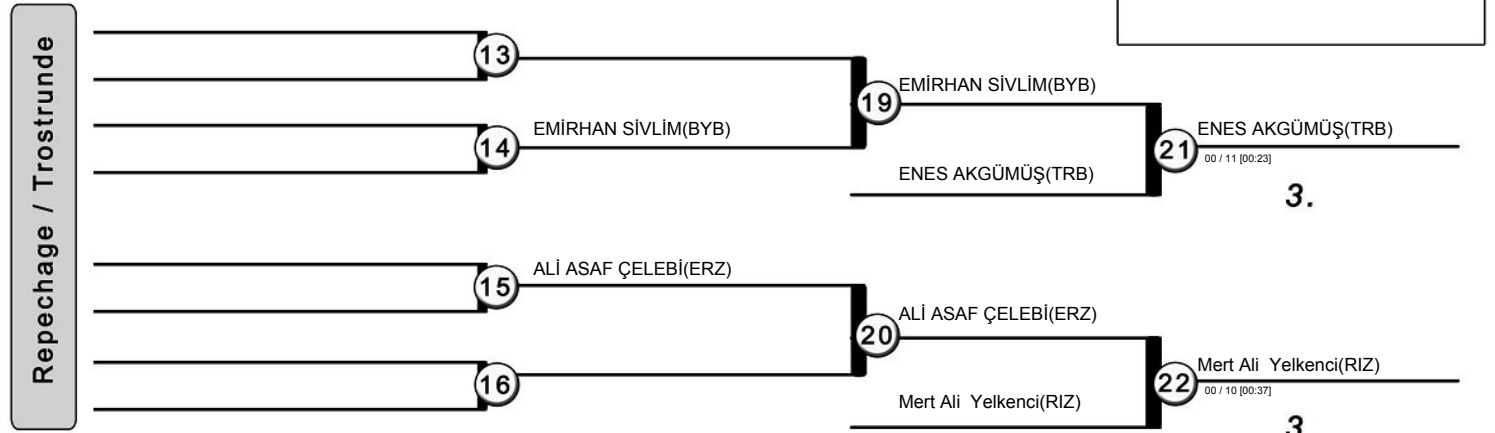 Repechage / Trostrunde
13
EMİRHAN SİVLİM(BYB)
14
19
EMİRHAN SİVLİM(BYB)
ENES AKGÜMÜŞ(TRB)
21
ENES AKGÜMÜŞ(TRB)
00 / 11 [00:23]
3.
ALİ ASAF ÇELEBİ(ERZ)
15
16
20
ALİ ASAF ÇELEBİ(ERZ)
Mert Ali  Yelkenci(RIZ)
22
Mert Ali  Yelkenci(RIZ)
00 / 10 [00:37]
3